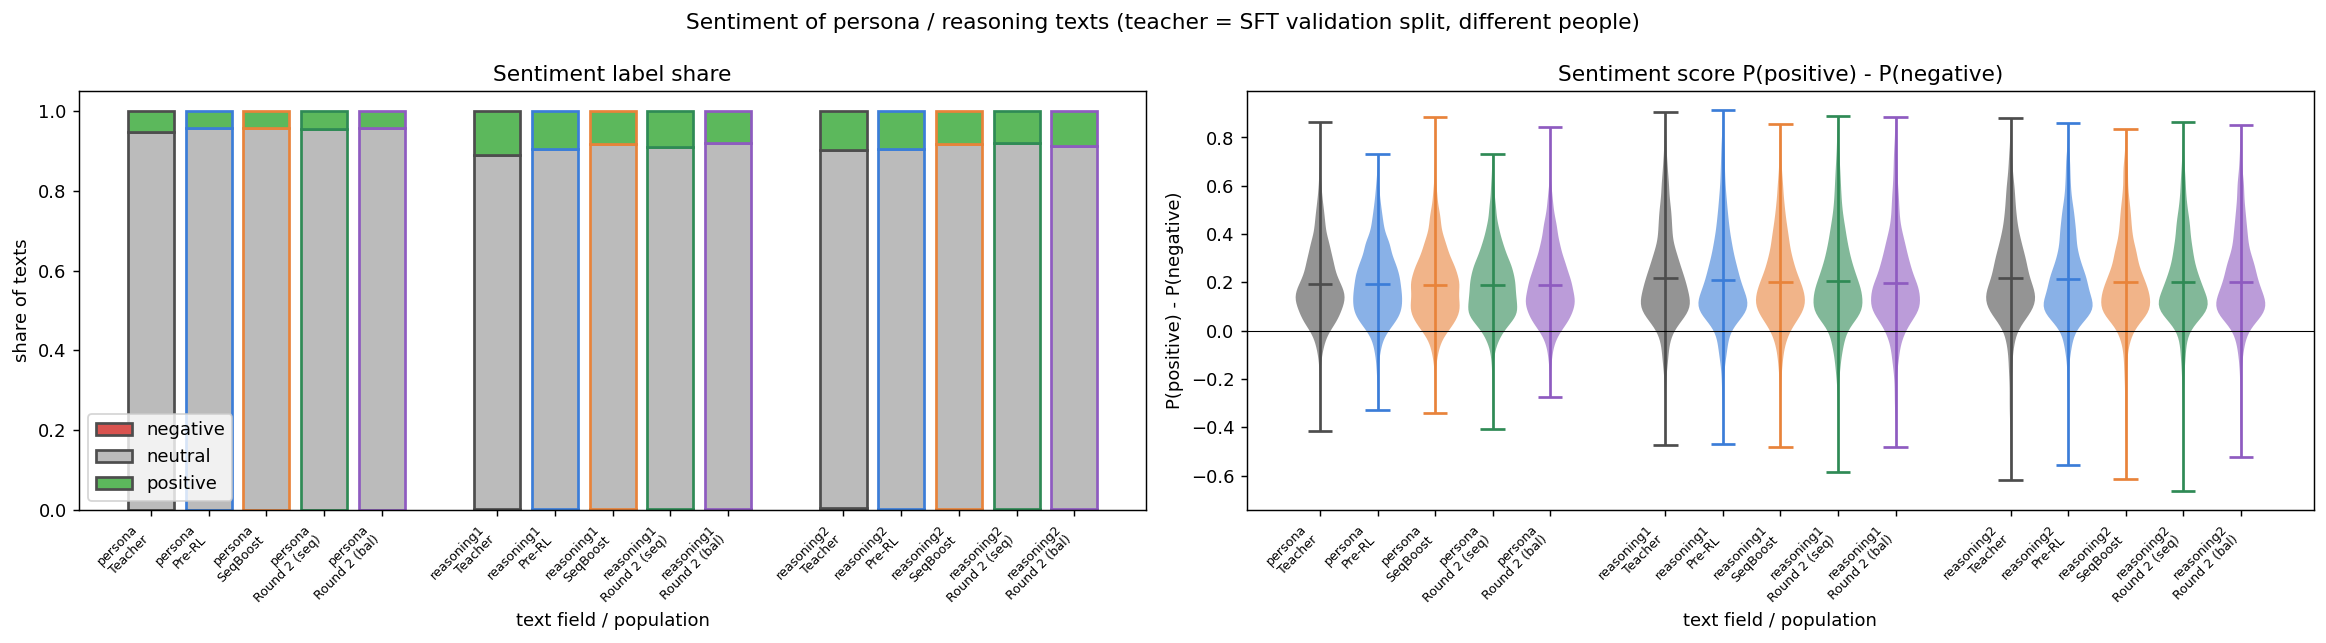 Sentiment of persona / reasoning texts (teacher = SFT validation split, different people)
Sentiment label share
share of texts
1.0
0.8
0.6
0.4
0.2
0.0
negative
neutral
positive
persona
Teacher
persona
Pre-RL
persona
SeqBoost
persona
Round 2 (seq)
persona
Round 2 (bal)
reasoning1
Teacher
reasoning1
Pre-RL
reasoning1
SeqBoost
reasoning1
Round 2 (seq)
reasoning1
Round 2 (bal)
reasoning2
Teacher
reasoning2
Pre-RL
reasoning2
SeqBoost
reasoning2
Round 2 (seq)
reasoning2
Round 2 (bal)
text field / population
Sentiment score P(positive) - P(negative)
P(positive) - P(negative)
0.8
0.6
0.4
0.2
0.0
−0.2
−0.4
−0.6
persona
Teacher
persona
Pre-RL
persona
SeqBoost
persona
Round 2 (seq)
persona
Round 2 (bal)
reasoning1
Teacher
reasoning1
Pre-RL
reasoning1
SeqBoost
reasoning1
Round 2 (seq)
reasoning1
Round 2 (bal)
reasoning2
Teacher
reasoning2
Pre-RL
reasoning2
SeqBoost
reasoning2
Round 2 (seq)
reasoning2
Round 2 (bal)
text field / population